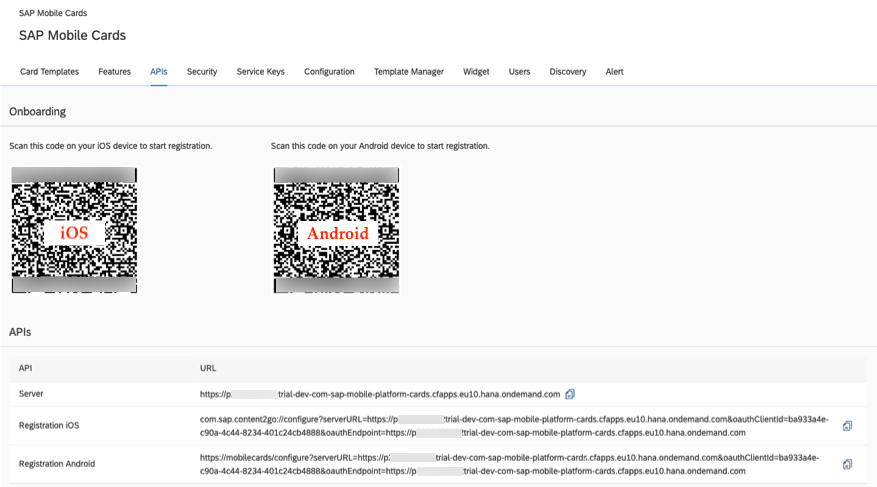 SAP Mobile Cards
SAP Mobile Cards
Card Templates Features APIs Security Service Keys Configuration Template Manager Widget Users Discovery Alert
Onboarding
Scan this code on your iOS device to start registration. Scan this code on your Android device to start registration.
iOS Android
APIs
API URL
Server https://p trial-dev-com-sap-mobile-platform-cards.cfapps.eu10.hana.ondemand.com
com.sap.content2go://configure?serverURL=https://p trial-dev-com-sap-mobile-platform-cards.cfapps.eu10.hana.ondemand.com&oauthClientId=ba933a4e-
Registration iOS
c90a-4c44-8234-401c24cb4888&oauthEndpoint=https://p trial-dev-com-sap-mobile-platform-cards.cfapps.eu10.hana.ondemand.com
https://mobilecards/configure?serverURL=https://p trial-dev-com-sap-mobile-platform-cards.cfapps.eu10.hana.ondemand.com&oauthClientId=ba933a4e-
Registration Android
c90a-4c44-8234-401c24cb4888&oauthEndpoint=https://p trial-dev-com-sap-mobile-platform-cards.cfapps.eu10.hana.ondemand.com